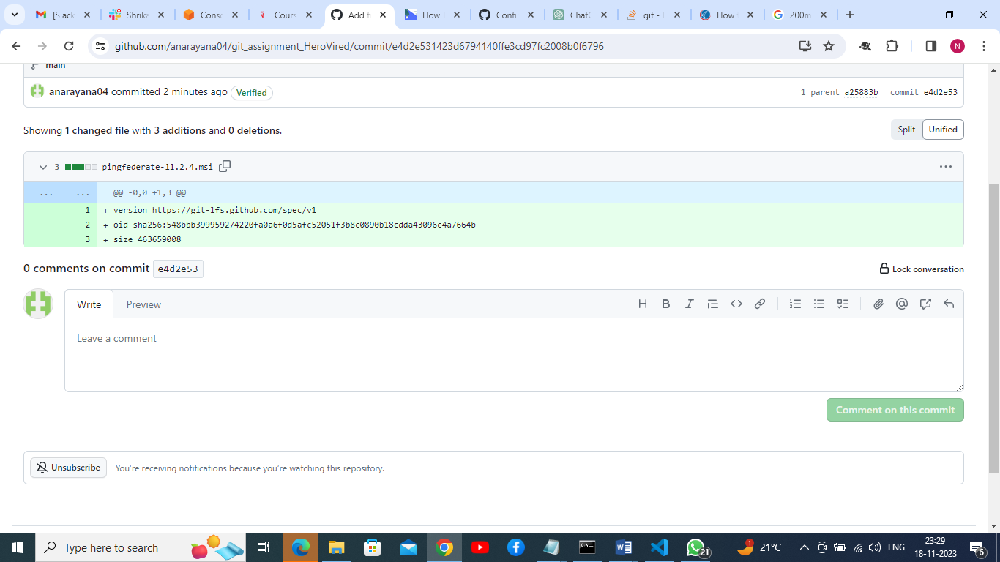 [Slack
Shrika
Conso
Cours
Add f
How T
Confi
ChatG
git - F
How
200m
github.com/anarayana04/git_assignment_HeroVired/commit/e4d2e531423d6794140ffe3cd97fc2008b0f6796
N
main
anarayana04 committed 2 minutes ago Verified 1 parent a25883b commit e4d2e53
Showing 1 changed file with 3 additions and 0 deletions. Split Unified
3 pingfederate-11.2.4.msi
... ... @@ -0,0 +1,3 @@
1 + version https://git-lfs.github.com/spec/v1
2 + oid sha256:548bbb399959274220fa0a6f0d5afc52051f3b8c0890b18cdda43096c4a7664b
3 + size 463659008
0 comments on commit e4d2e53 Lock conversation
Write Preview
Leave a comment
Comment on this commit
Unsubscribe You're receiving notifications because you're watching this repository.
Type here to search
21
1
21°C
ENG
23:29
18-11-2023
6